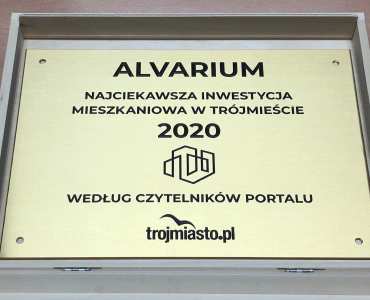 ALVARIUM
NAJCIEKAWSZA INWESTYCJA
MIESZKANIOWA W TRÓJMIEŚCIE
2020
WEDŁUG CZYTELNIKÓW PORTALU
trojmiasto.pl